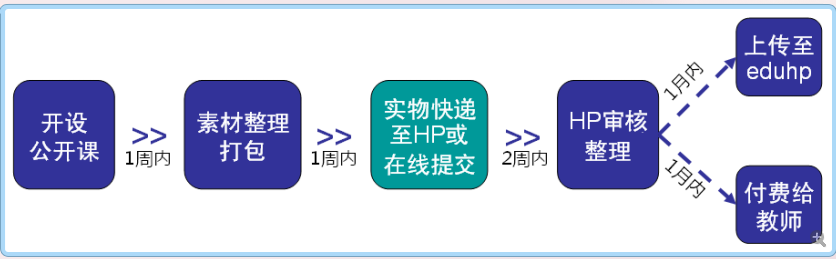 开设
公开课
>>
1周内
素材整理
打包
>>
1周内
实物快递
至HP或
在线提交
>>
2周内
HP审核
整理
1月内
上传至
eduhp
1月内
付费给
教师